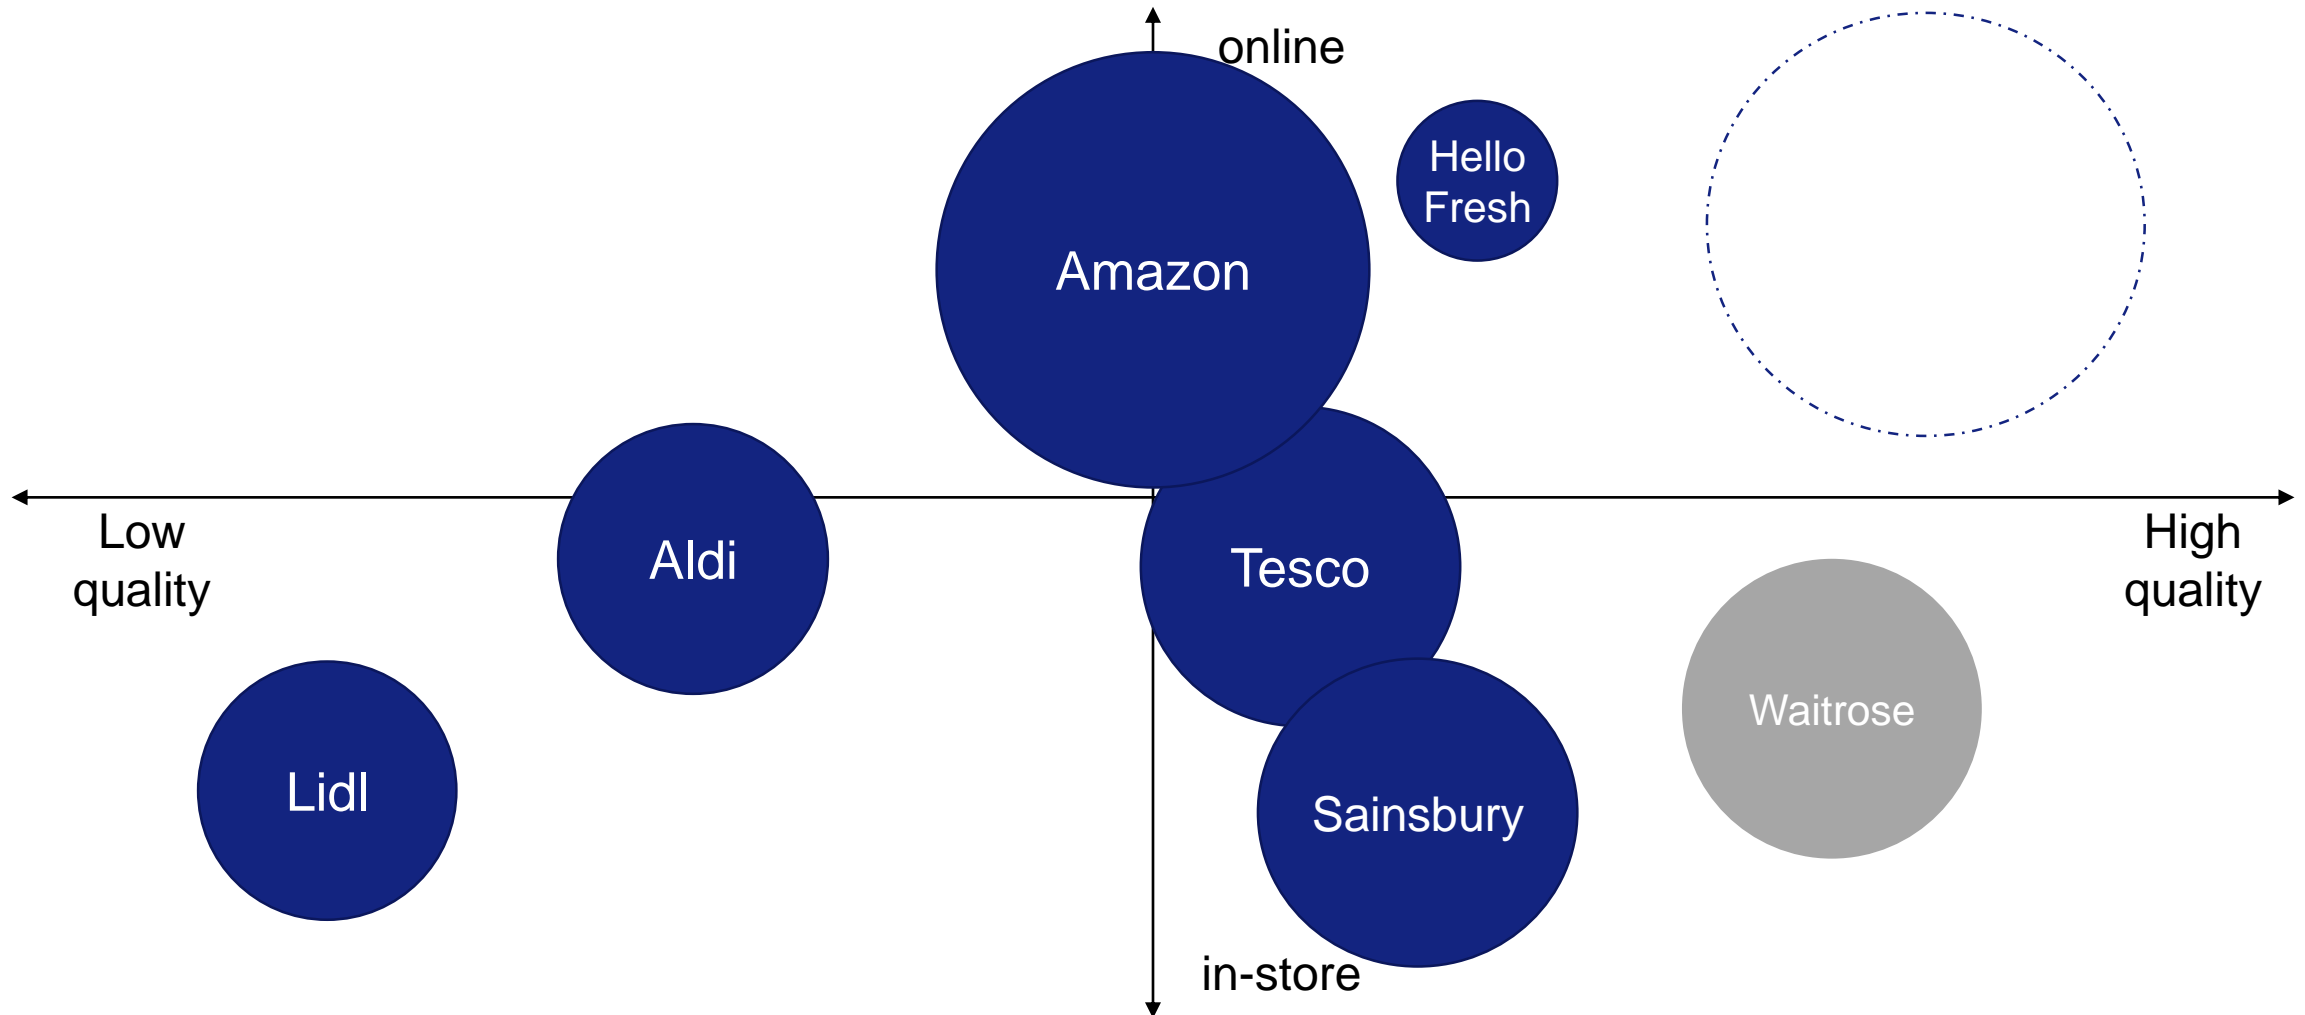 online
Hello
Fresh
Amazon
Low
quality
Aldi
Tesco
High
quality
Waitrose
Lidl
Sainsbury
in-store